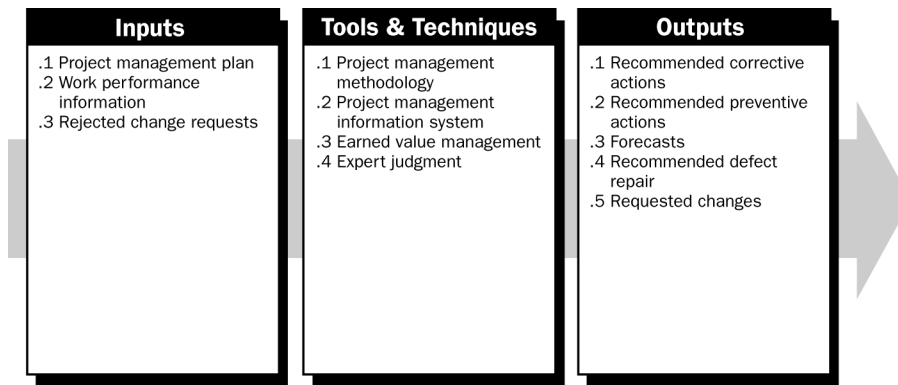 Inputs
.1 Project management plan
.2 Work performance
information
.3 Rejected change requests
Tools & Techniques
.1 Project management
methodology
.2 Project management
information system
.3 Earned value management
.4 Expert judgment
Outputs
.1 Recommended corrective
actions
.2 Recommended preventive
actions
.3 Forecasts
.4 Recommended defect
repair
.5 Requested changes